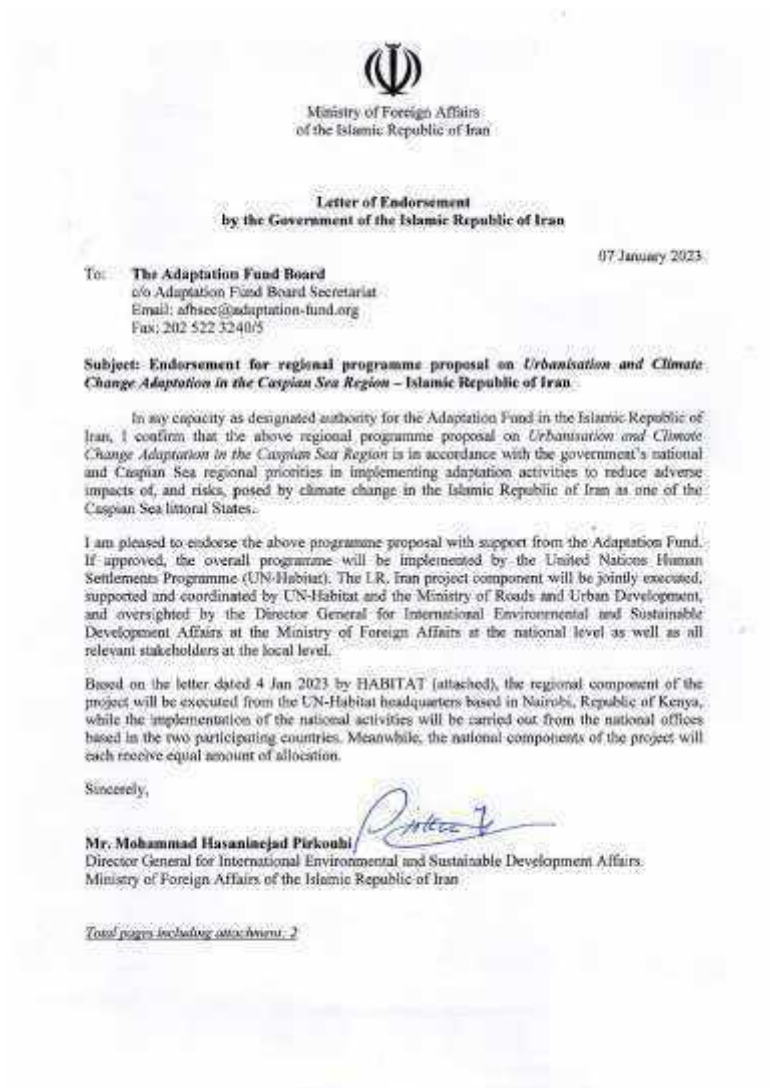 Ministry of Foreign Affairs
of the Islamic Republic of Iran
Letter of Endorsement
by the Government of the Islamic Republic of Iran
07 January 2023
To: The Adaptation Fund Board
c/o Adaptation Fund Board Secretariat
Email: afbsec@adaptation-fund.org
Fax: 202 522 3240/5
Subject: Endorsement for regional programme proposal on Urbanisation and Climate
Change Adaptation in the Caspian Sea Region – Islamic Republic of Iran
In my capacity as designated authority for the Adaptation Fund in the Islamic Republic of
Iran, I confirm that the above regional programme proposal on Urbanisation and Climate
Change Adaptation in the Caspian Sea Region is in accordance with the government's national
and Caspian Sea regional priorities in implementing adaptation activities to reduce adverse
impacts of, and risks, posed by climate change in the Islamic Republic of Iran as one of the
Caspian Sea littoral States.
I am pleased to endorse the above programme proposal with support from the Adaptation Fund.
If approved, the overall programme will be implemented by the United Nations Human
Settlements Programme (UN-Habitat). The I.R. Iran project component will be jointly executed,
supported and coordinated by UN-Habitat and the Ministry of Roads and Urban Development,
and oversighted by the Director General for International Environmental and Sustainable
Development Affairs at the Ministry of Foreign Affairs at the national level as well as all
relevant stakeholders at the local level.
Based on the letter dated 4 Jan 2023 by HABITAT (attached), the regional component of the
project will be executed from the UN-Habitat headquarters based in Nairobi, Republic of Kenya,
while the implementation of the national activities will be carried out from the national offices
based in the two participating countries. Meanwhile, the national components of the project will
each receive equal amount of allocation.
Sincerely,
Mr. Mohammad Hasaninejad Pirkouhi
Director General for International Environmental and Sustainable Development Affairs
Ministry of Foreign Affairs of the Islamic Republic of Iran
Total pages including attachment: 2